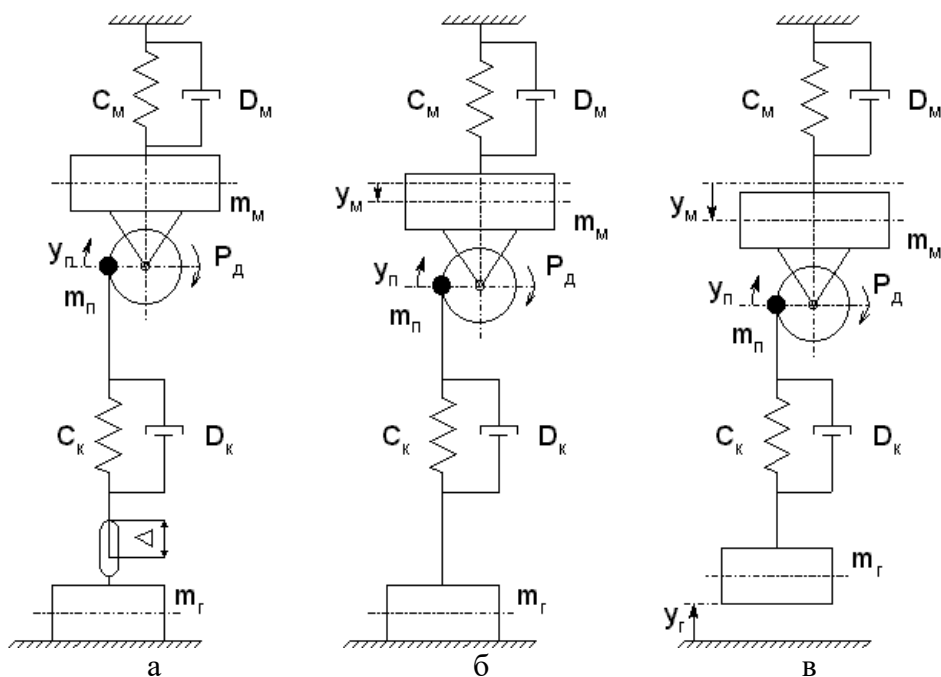 Cм Dм
mм
yп Pд
mп
Cк Dк
Δ
mг
а
Cм Dм
yм
mм
yп Pд
mп
Cк Dк
mг
б
Cм Dм
yм
mм
yп Pд
mп
Cк Dк
mг
yг
в